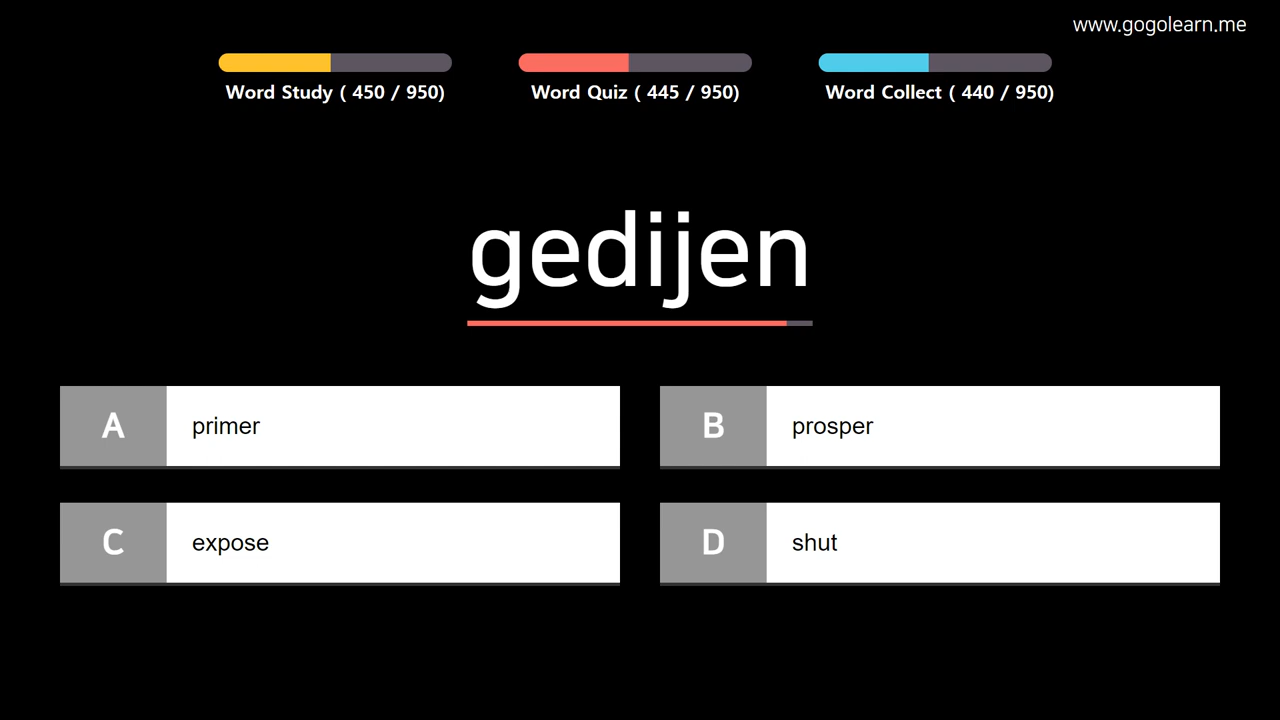 www.gogolearn.me
Word Study ( 450 / 950)
Word Quiz ( 445 / 950)
Word Collect ( 440 / 950)
gedijen
A primer
B prosper
C expose
D shut